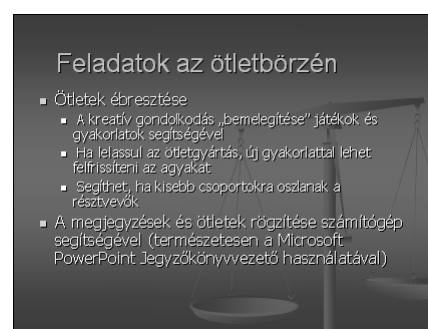 Feladatok az ötletbörzén
Ötletek ébresztése
A kreatív gondolkodás „bemelegítése” játékok és
gyakorlatok segítségével
Ha lelassul az ötletgyártás, új gyakorlattal lehet
felfrissíteni az agyakat
Segíthet, ha kisebb csoportokra oszlanak a
résztvevők
A megjegyzések és ötletek rögzítése számítógép
segítségével (természetesen a Microsoft
PowerPoint Jegyzőkönyvvezető használatával)